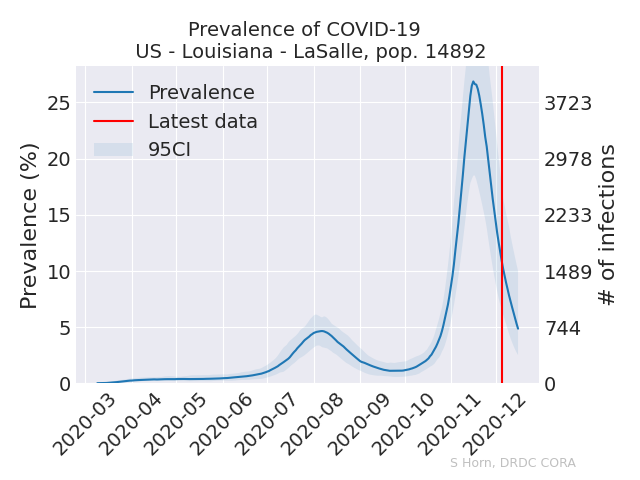 Prevalence of COVID-19
US - Louisiana - LaSalle, pop. 14892
Prevalence
Latest data
95CI
Prevalence (%)
25
20
15
10
5
0
3723
2978
2233
1489
744
0
# of infections
2020-03
2020-04
2020-05
2020-06
2020-07
2020-08
2020-09
2020-10
2020-11
2020-12
S Horn, DRDC CORA